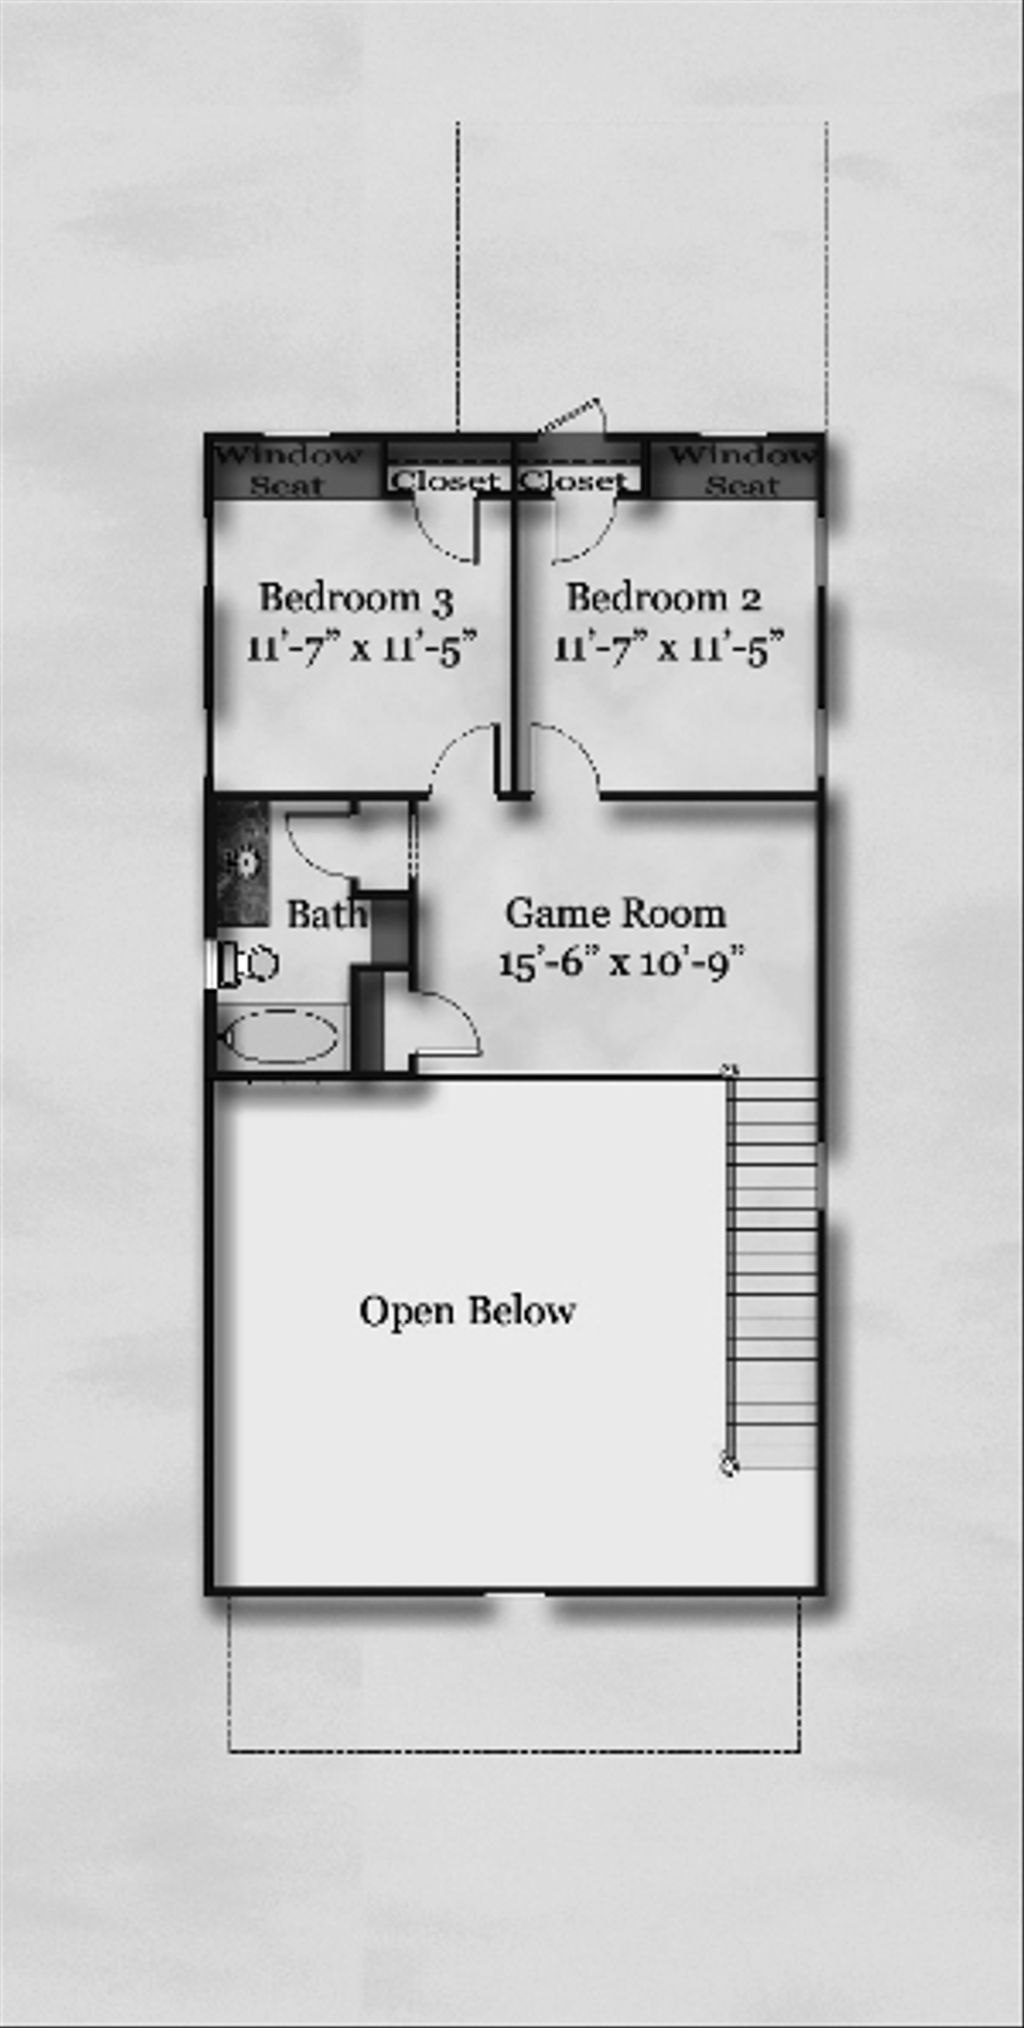 Window
Seat
Closet
Closet
Window
Seat
Bedroom 3
11'-7” x 11'-5”
Bedroom 2
11'-7” x 11'-5”
Bath
Game Room
15'-6” x 10'-9”
Open Below